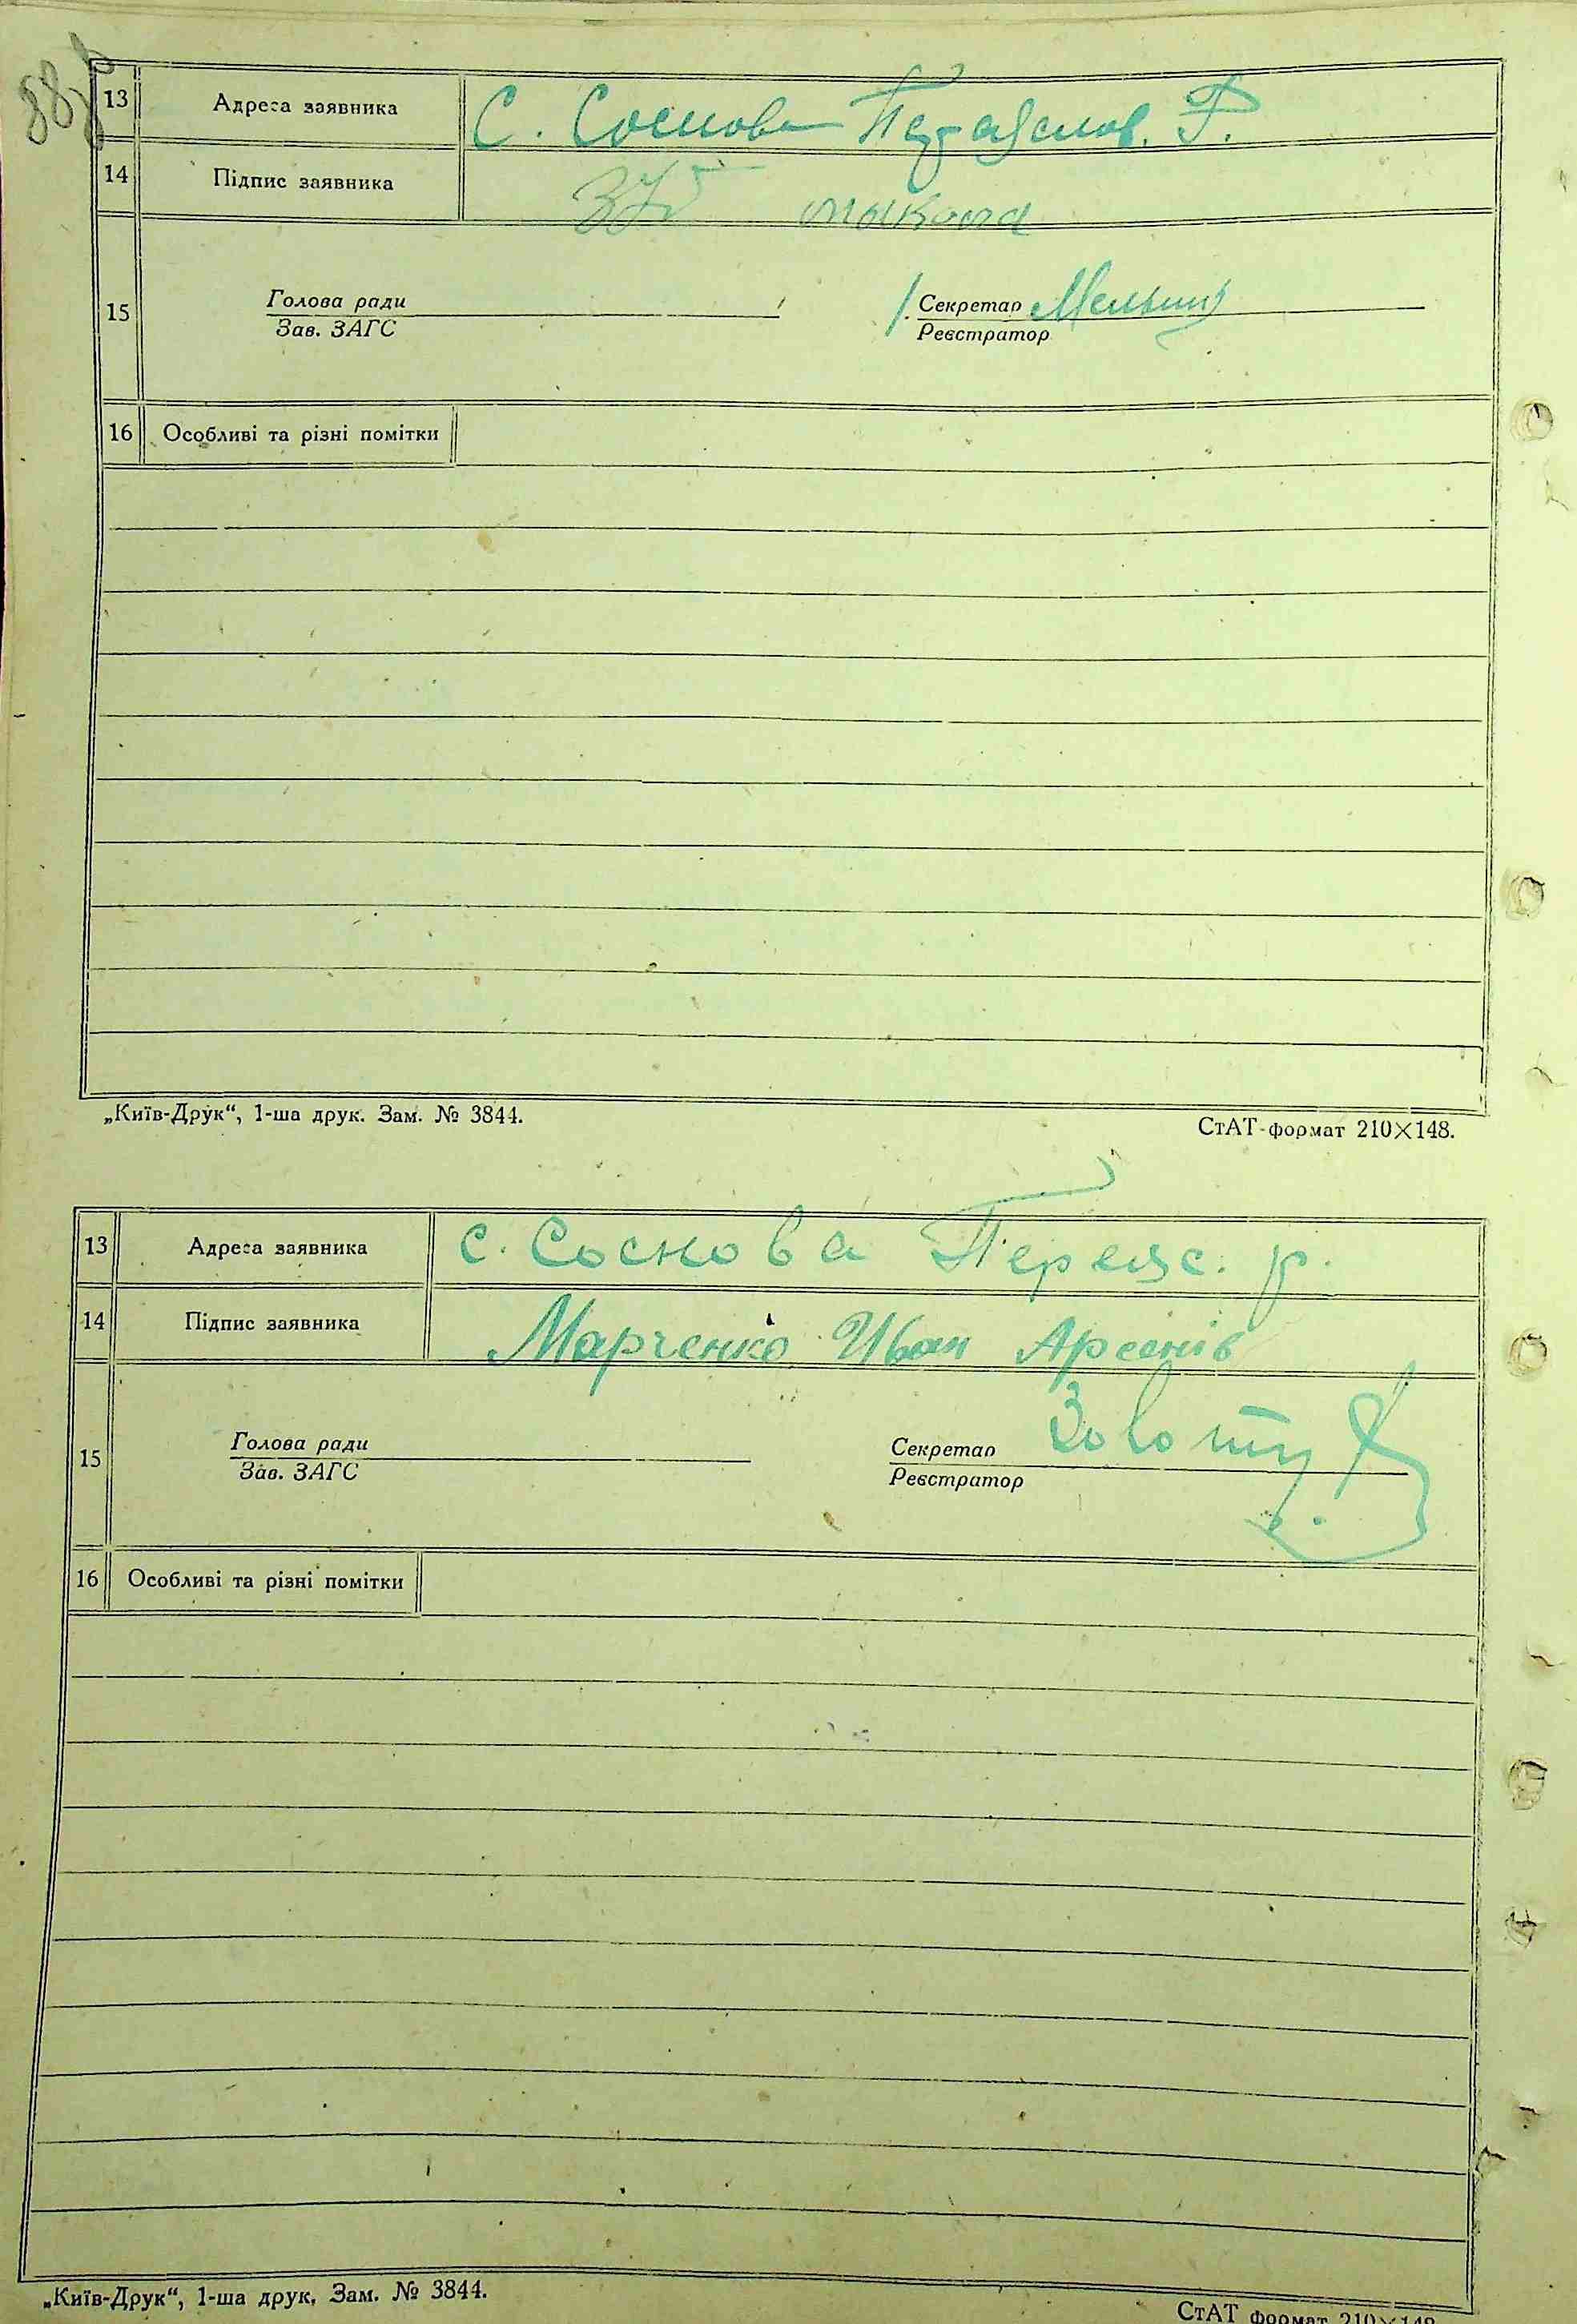 88
13 Адреса заявника С. Соснова
14 Підпис заявника
15 Голова ради Секретар Мельник
Зав. ЗАГС Реєстратор
16 Особливі та різні помітки
„Київ-Друк“, 1-ша друк. Зам. № 3844.
СтАТ-формат 210×148.
13 Адреса заявника с. Соснова Переяс. р.
14 Підпис заявника Марченко Иван Арсенів
15 Голова ради Секретар
Зав. ЗАГС Реєстратор
16 Особливі та різні помітки
„Київ-Друк“, 1-ша друк. Зам. № 3844.
СтАТ формат 210×148